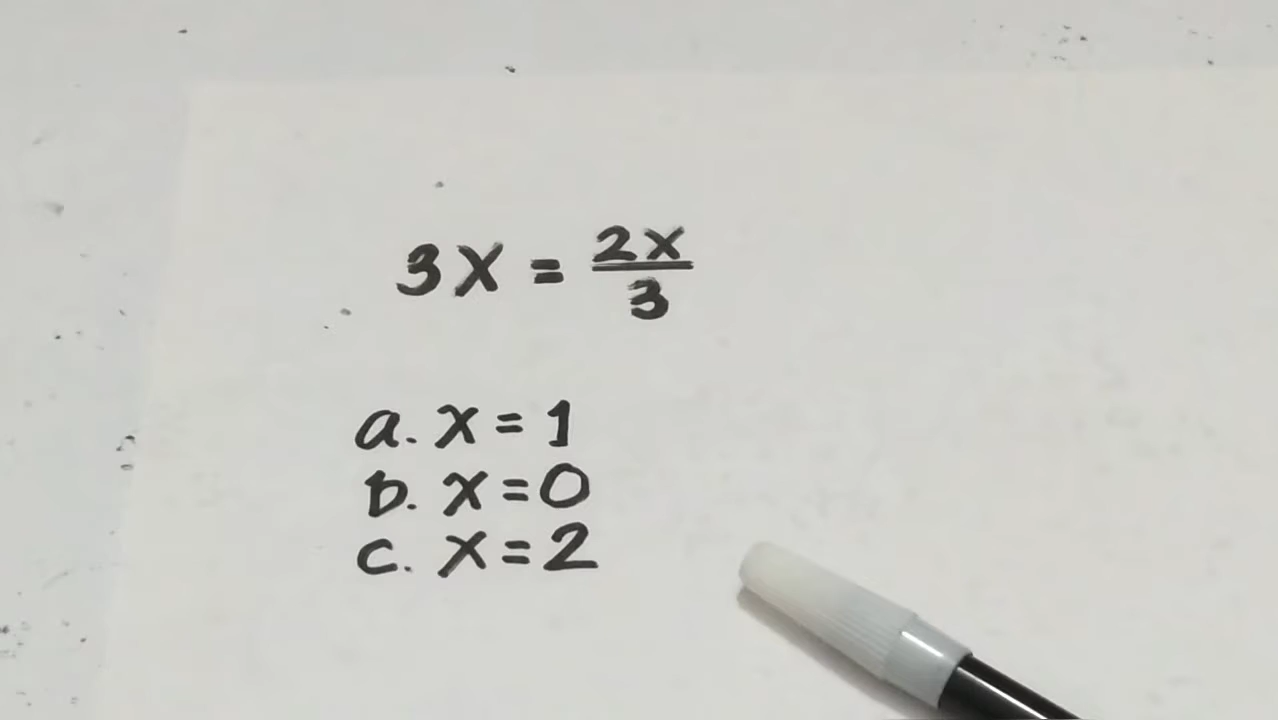 3X = 2x/3
a. x = 1
b. x = 0
c. x = 2